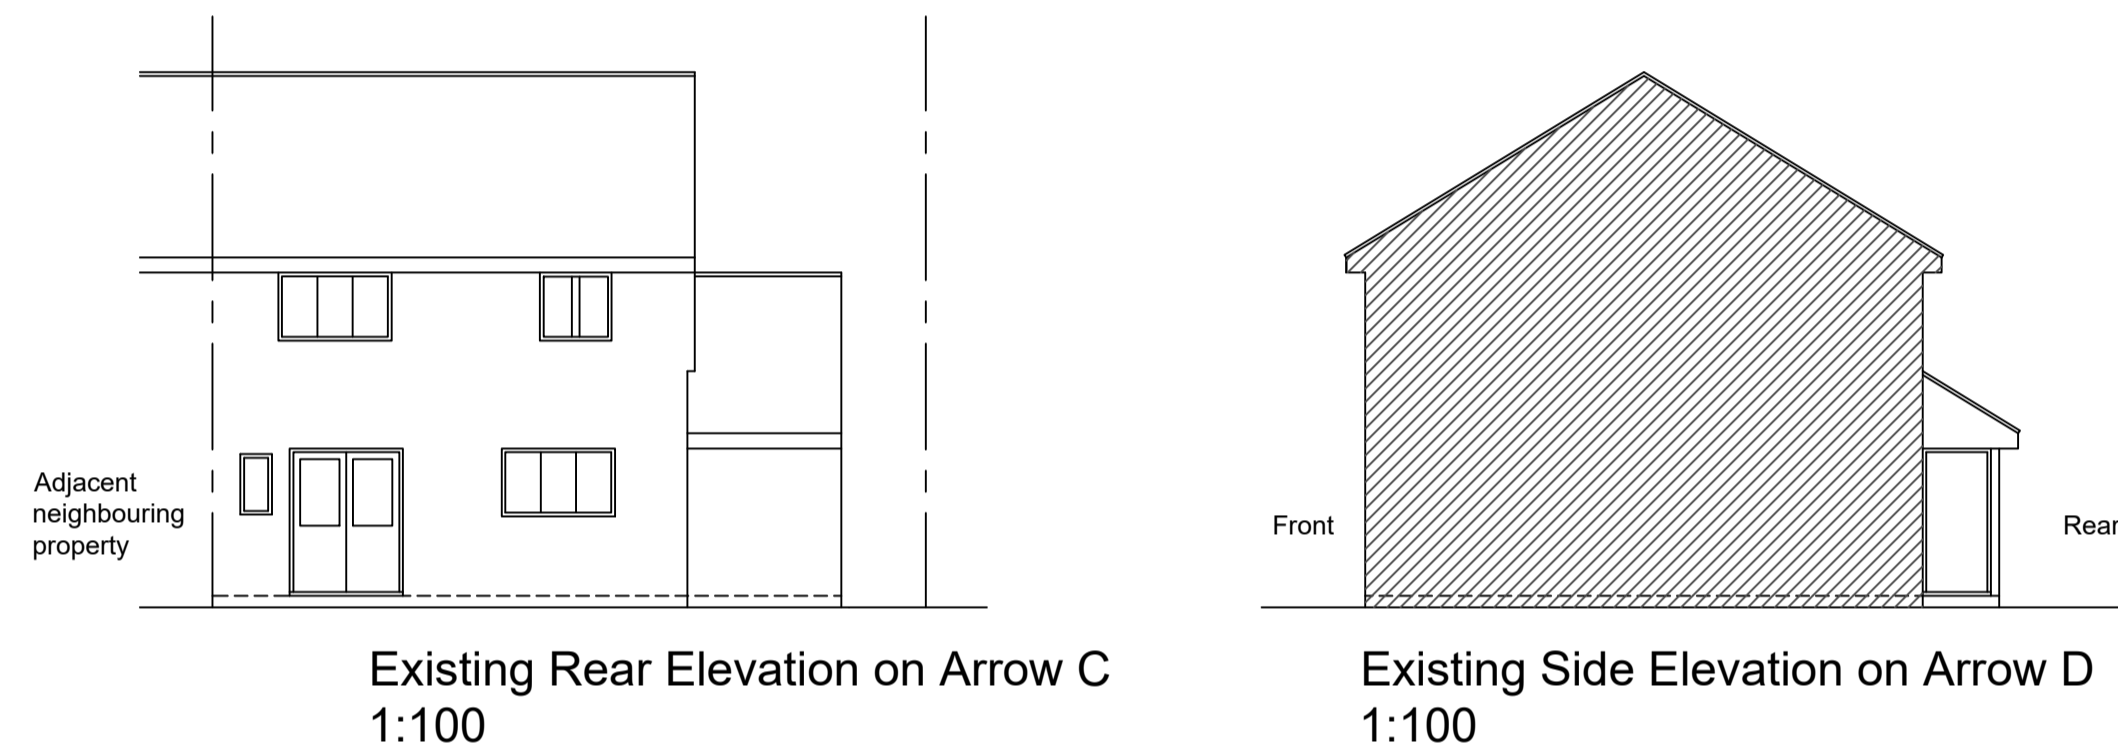 Adjacent
neighbouring
property
Front
Rear
Existing Rear Elevation on Arrow C
1:100
Existing Side Elevation on Arrow D
1:100